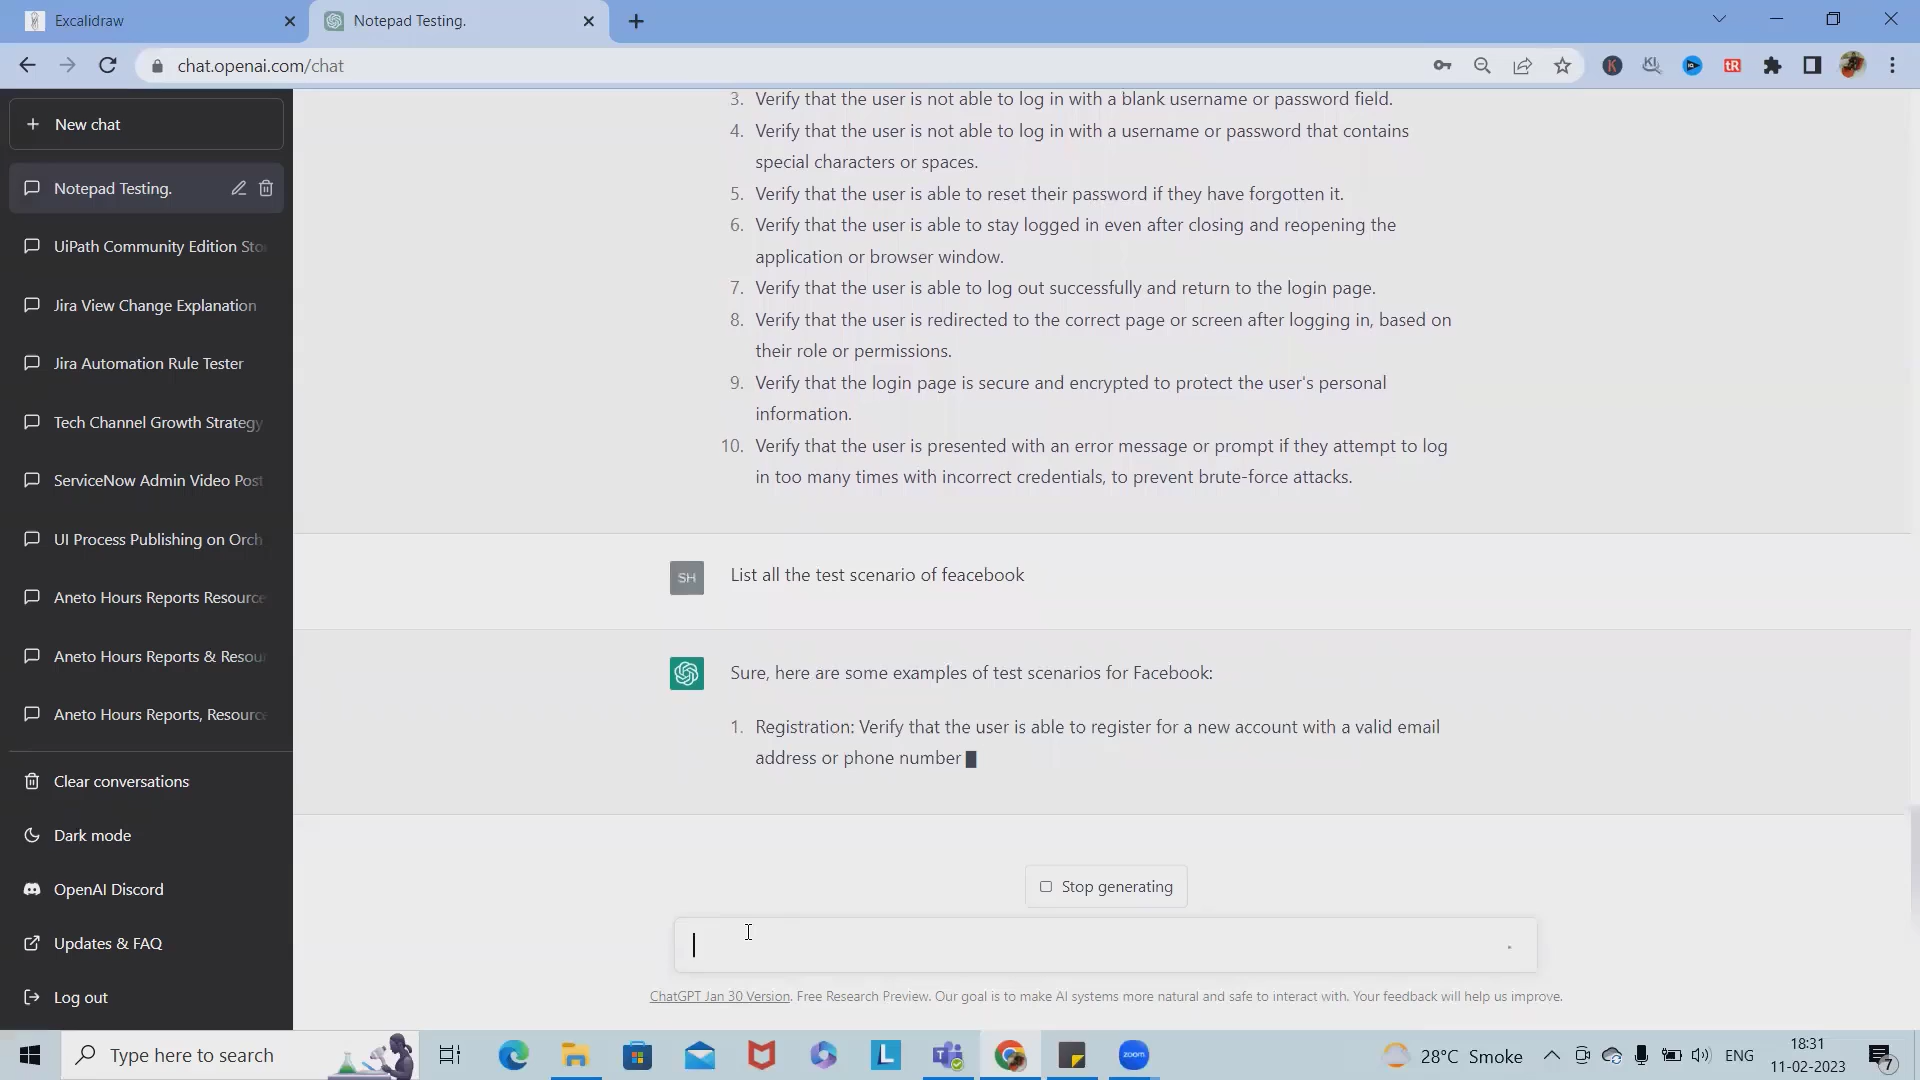 Excalidraw
Notepad Testing.
chat.openai.com/chat
New chat
Notepad Testing.
UiPath Community Edition Sto
Jira View Change Explanation
Jira Automation Rule Tester
Tech Channel Growth Strategy
ServiceNow Admin Video Post
UI Process Publishing on Orch
Aneto Hours Reports Resource
Aneto Hours Reports & Resou
Aneto Hours Reports, Resource
Clear conversations
Dark mode
OpenAI Discord
Updates & FAQ
Log out
3. Verify that the user is not able to log in with a blank username or password field.
4. Verify that the user is not able to log in with a username or password that contains
special characters or spaces.
5. Verify that the user is able to reset their password if they have forgotten it.
6. Verify that the user is able to stay logged in even after closing and reopening the
application or browser window.
7. Verify that the user is able to log out successfully and return to the login page.
8. Verify that the user is redirected to the correct page or screen after logging in, based on
their role or permissions.
9. Verify that the login page is secure and encrypted to protect the user's personal
information.
10. Verify that the user is presented with an error message or prompt if they attempt to log
in too many times with incorrect credentials, to prevent brute-force attacks.
SH
List all the test scenario of feacebook
Sure, here are some examples of test scenarios for Facebook:
1. Registration: Verify that the user is able to register for a new account with a valid email
address or phone number
Stop generating
ChatGPT Jan 30 Version. Free Research Preview. Our goal is to make AI systems more natural and safe to interact with. Your feedback will help us improve.
Type here to search
L
zoom
28°C Smoke
ENG
18:31
11-02-2023
7